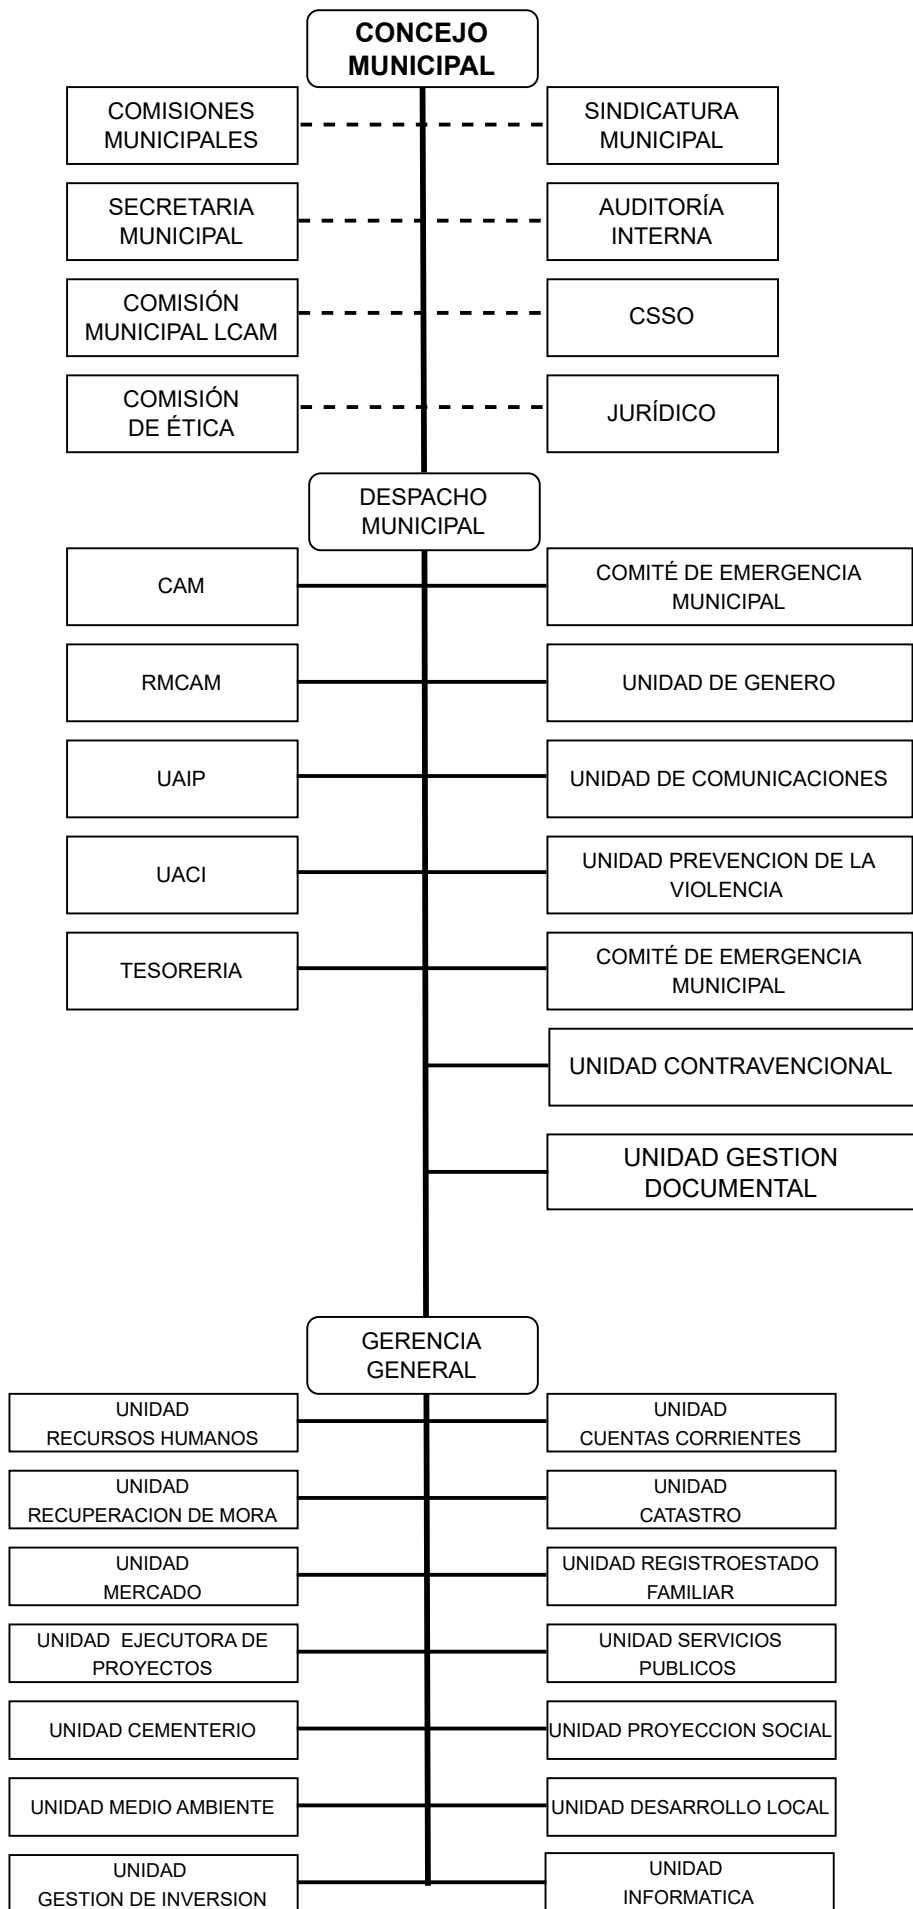 CONCEJO
MUNICIPAL
COMISIONES
MUNICIPALES
SINDICATURA
MUNICIPAL
SECRETARIA
MUNICIPAL
AUDITORÍA
INTERNA
COMISIÓN
MUNICIPAL LCAM
CSSO
COMISIÓN
DE ÉTICA
JURÍDICO
DESPACHO
MUNICIPAL
CAM
COMITÉ DE EMERGENCIA
MUNICIPAL
RMCAM
UNIDAD DE GENERO
UAIP
UNIDAD DE COMUNICACIONES
UACI
UNIDAD PREVENCION DE LA
VIOLENCIA
TESORERIA
COMITÉ DE EMERGENCIA
MUNICIPAL
UNIDAD CONTRAVENCIONAL
UNIDAD GESTION
DOCUMENTAL
GERENCIA
GENERAL
UNIDAD
RECURSOS HUMANOS
UNIDAD
CUENTAS CORRIENTES
UNIDAD
RECUPERACION DE MORA
UNIDAD
CATASTRO
UNIDAD
MERCADO
UNIDAD REGISTROESTADO
FAMILIAR
UNIDAD EJECUTORA DE
PROYECTOS
UNIDAD SERVICIOS
PUBLICOS
UNIDAD CEMENTERIO
UNIDAD PROYECCION SOCIAL
UNIDAD MEDIO AMBIENTE
UNIDAD DESARROLLO LOCAL
UNIDAD
GESTION DE INVERSION
UNIDAD
INFORMATICA